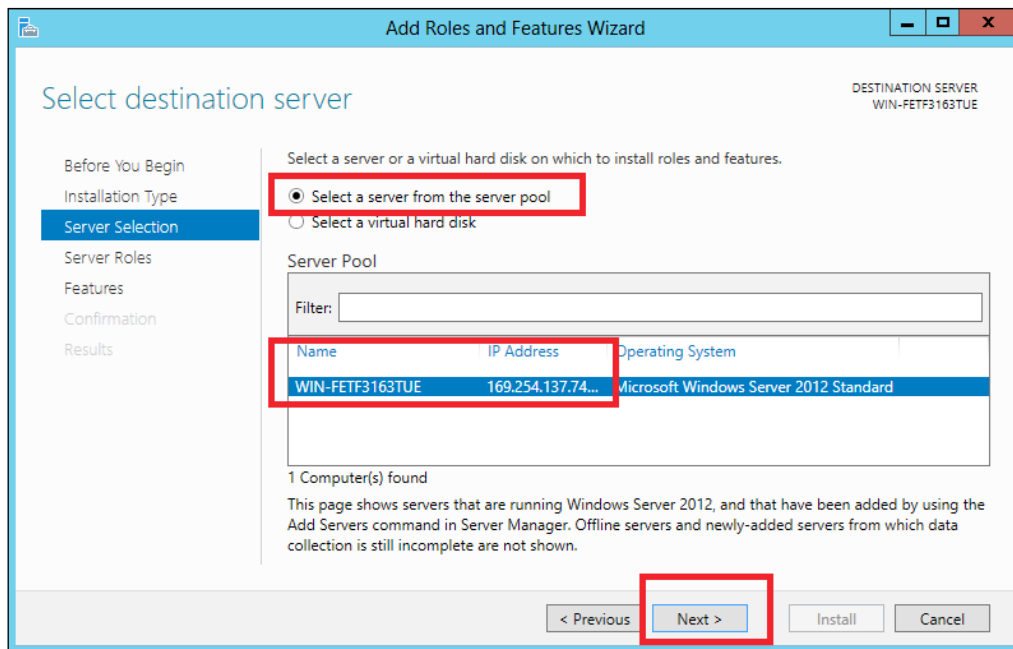 Add Roles and Features Wizard
Select destination server
DESTINATION SERVER
WIN-FETF3163TUE
Before You Begin
Installation Type
Server Selection
Server Roles
Features
Confirmation
Results
Select a server or a virtual hard disk on which to install roles and features.
Select a server from the server pool
Select a virtual hard disk
Server Pool
Filter:
Name IP Address Operating System
WIN-FETF3163TUE 169.254.137.74... Microsoft Windows Server 2012 Standard
1 Computer(s) found
This page shows servers that are running Windows Server 2012, and that have been added by using the
Add Servers command in Server Manager. Offline servers and newly-added servers from which data
collection is still incomplete are not shown.
< Previous Next > Install Cancel